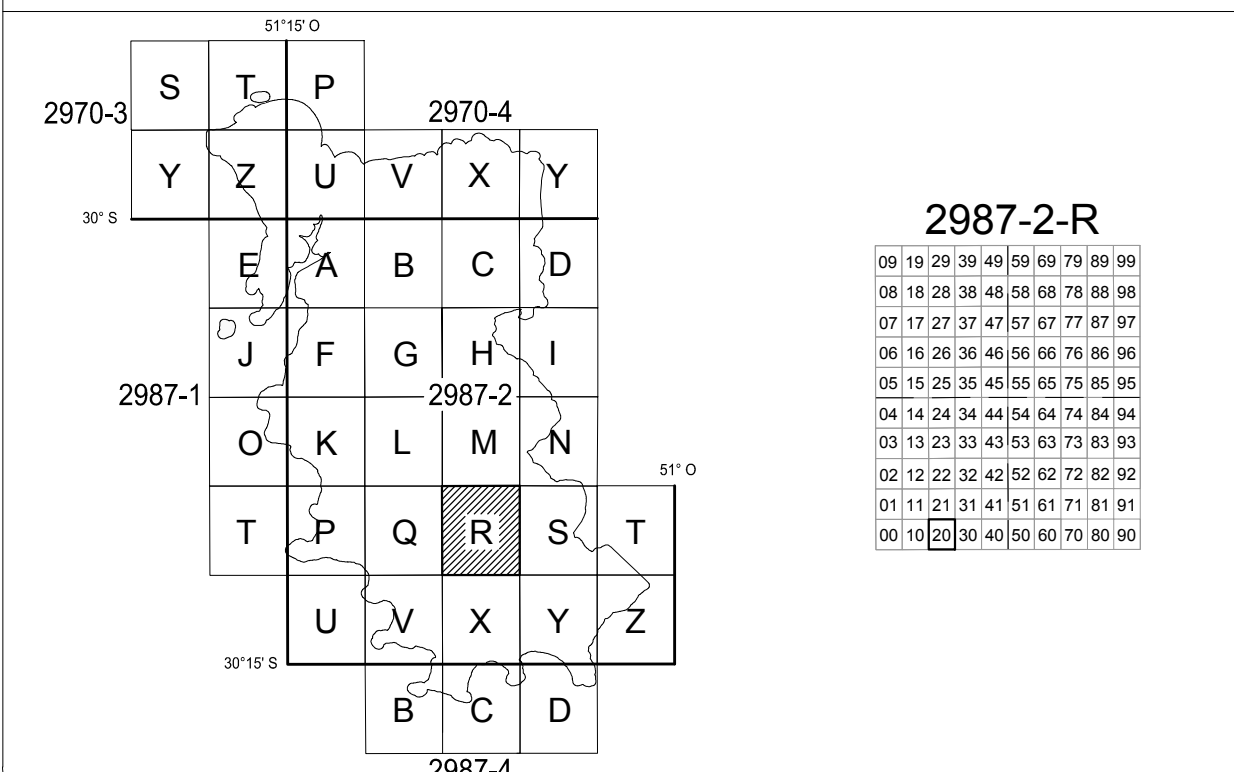 51°15' O
S T P
2970-3 2970-4
Y Z U V X Y
30° S
E A B C D
J F G H I
2987-1 2987-2
O K L M N
51° O
T P Q R S T
U V X Y Z
30°15' S
B C D
2987-4
2987-2-R
09 19 29 39 49 59 69 79 89 99
08 18 28 38 48 58 68 78 88 98
07 17 27 37 47 57 67 77 87 97
06 16 26 36 46 56 66 76 86 96
05 15 25 35 45 55 65 75 85 95
04 14 24 34 44 54 64 74 84 94
03 13 23 33 43 53 63 73 83 93
02 12 22 32 42 52 62 72 82 92
01 11 21 31 41 51 61 71 81 91
00 10 20 30 40 50 60 70 80 90